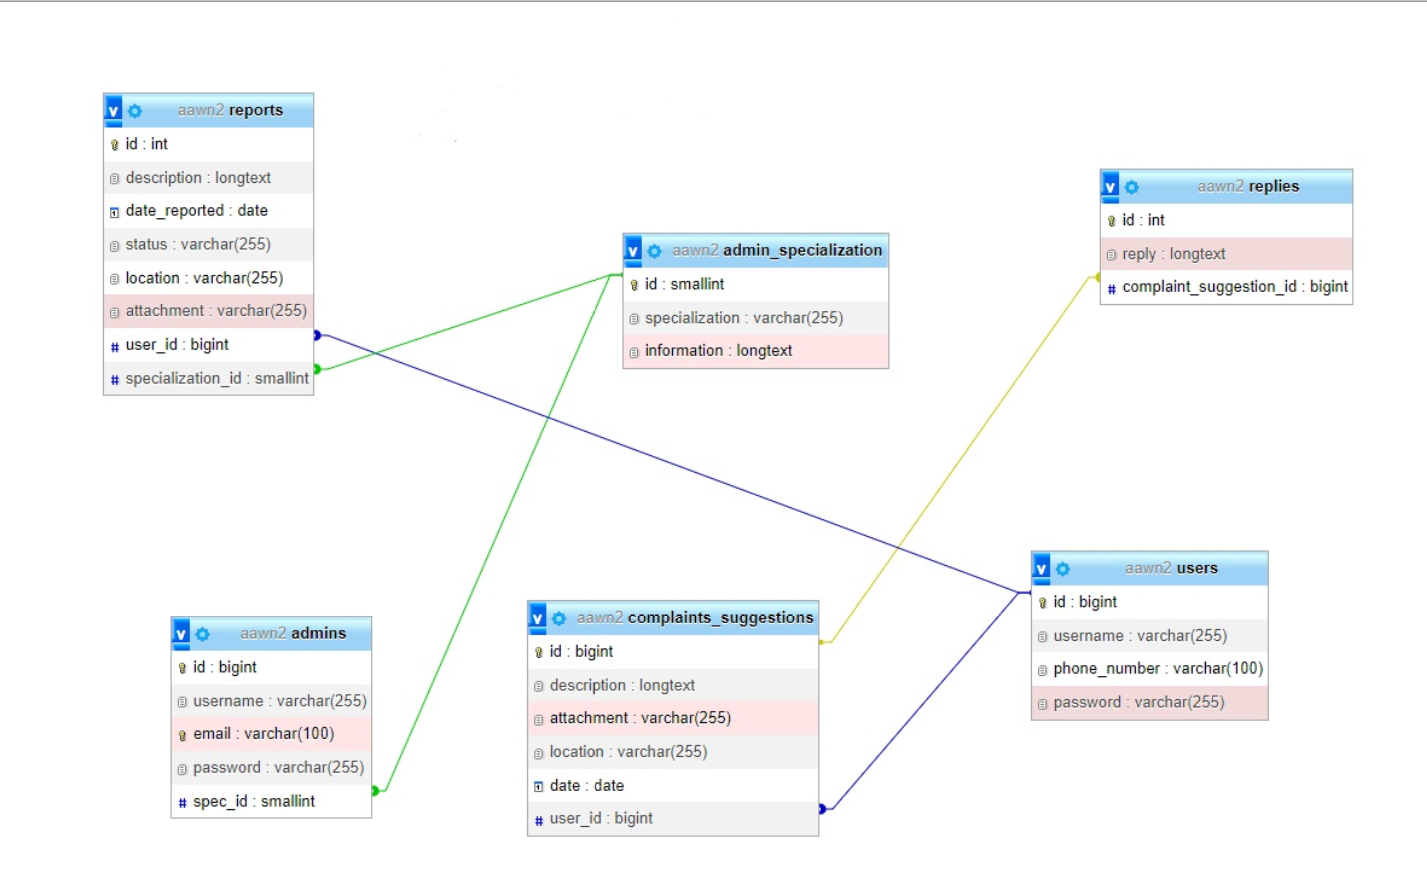 aawn2 reports
id : int
description : longtext
date_reported : date
status : varchar(255)
location : varchar(255)
attachment : varchar(255)
user_id : bigint
specialization_id : smallint
aawn2 admin_specialization
id : smallint
specialization : varchar(255)
information : longtext
aawn2 replies
id : int
reply : longtext
complaint_suggestion_id : bigint
aawn2 admins
id : bigint
username : varchar(255)
email : varchar(100)
password : varchar(255)
spec_id : smallint
aawn2 complaints_suggestions
id : bigint
description : longtext
attachment : varchar(255)
location : varchar(255)
date : date
user_id : bigint
aawn2 users
id : bigint
username : varchar(255)
phone_number : varchar(100)
password : varchar(255)